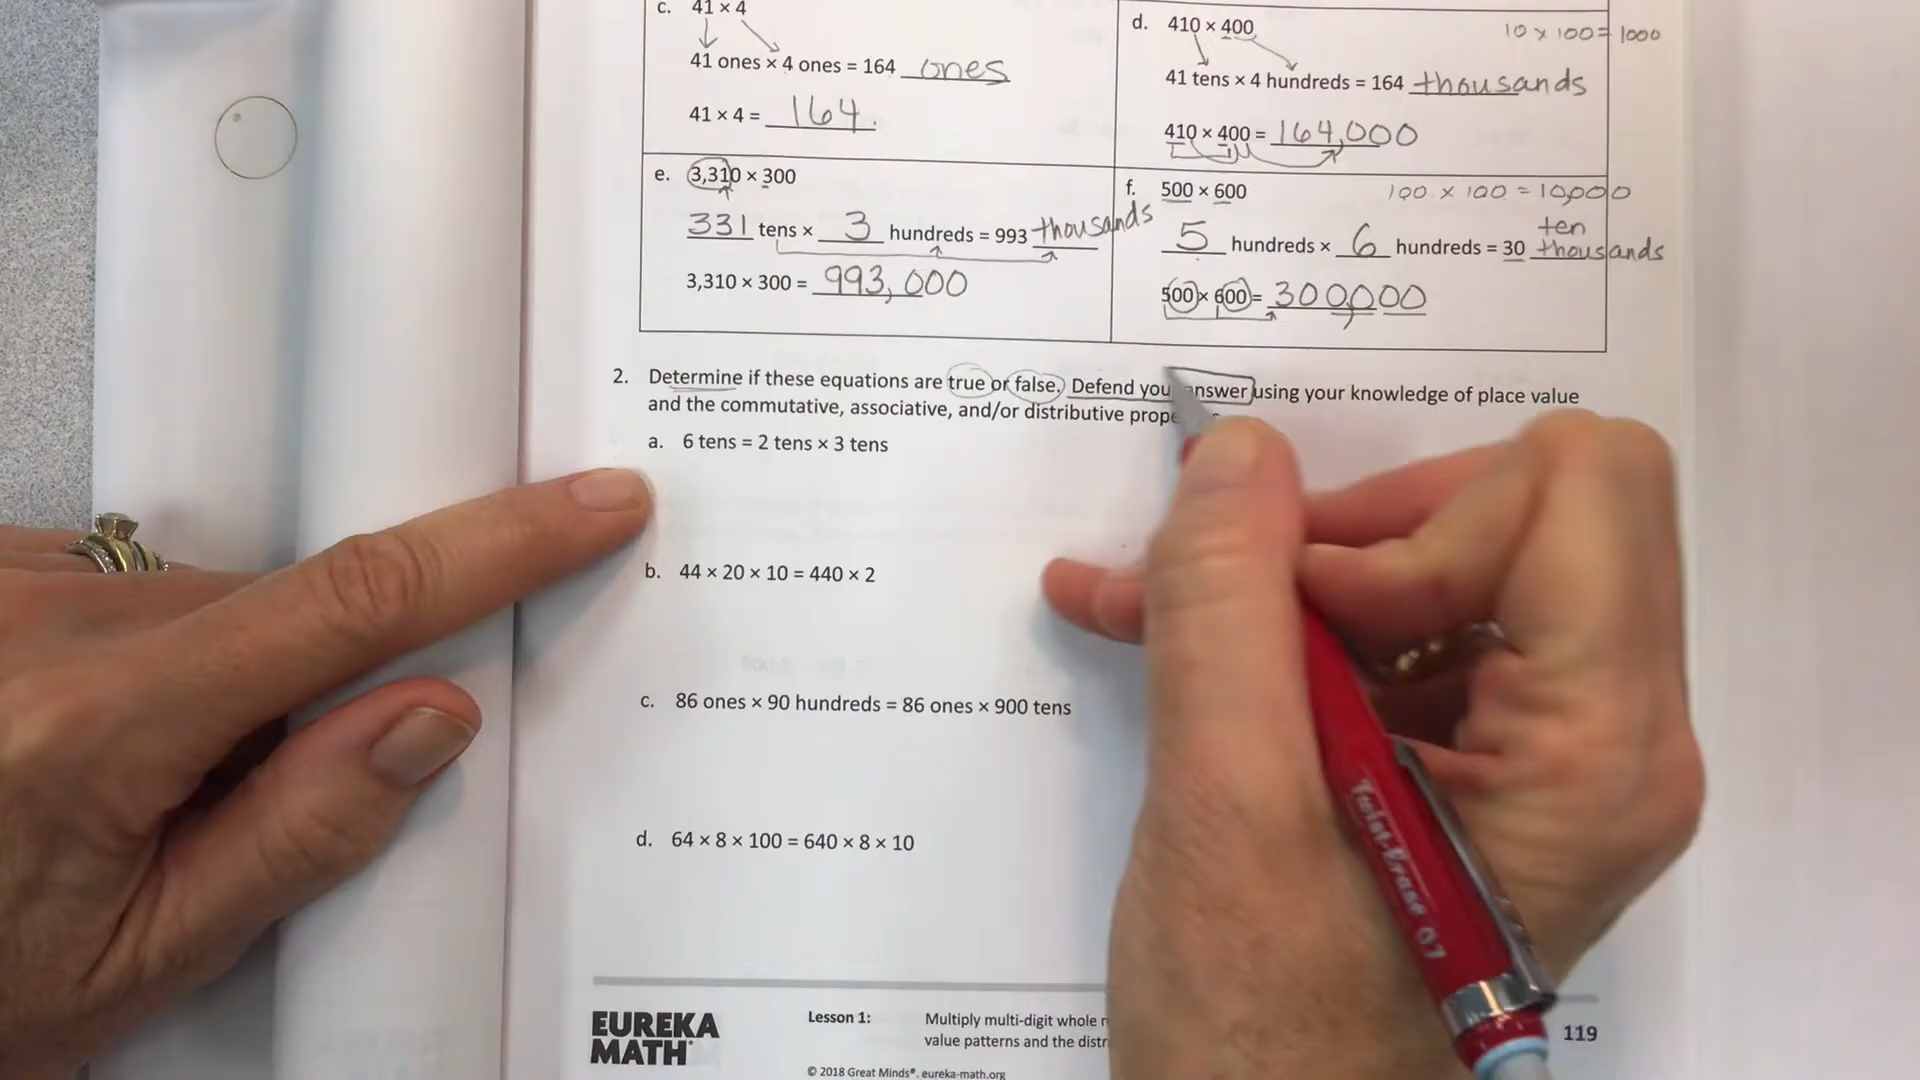 c. 41 × 4
41 ones × 4 ones = 164 ones
41 × 4 = 164.
d. 410 × 400 10 x 100 = 1000
41 tens × 4 hundreds = 164 thousands
410 × 400 = 164,000
e. 3,310 × 300
331 tens × 3 hundreds = 993 thousands
3,310 × 300 = 993,000
f. 500 × 600 100 x 100 = 10,000
5 hundreds × 6 hundreds = 30 ten thousands
500 × 600 = 300,000
2. Determine if these equations are true or false. Defend you answer using your knowledge of place value
and the commutative, associative, and/or distributive prope
a. 6 tens = 2 tens × 3 tens
b. 44 × 20 × 10 = 440 × 2
c. 86 ones × 90 hundreds = 86 ones × 900 tens
d. 64 × 8 × 100 = 640 × 8 × 10
EUREKA
MATH
Lesson 1: Multiply multi-digit whole
value patterns and the distr
© 2018 Great Minds®. eureka-math.org
119
Twist-Erase 0.7